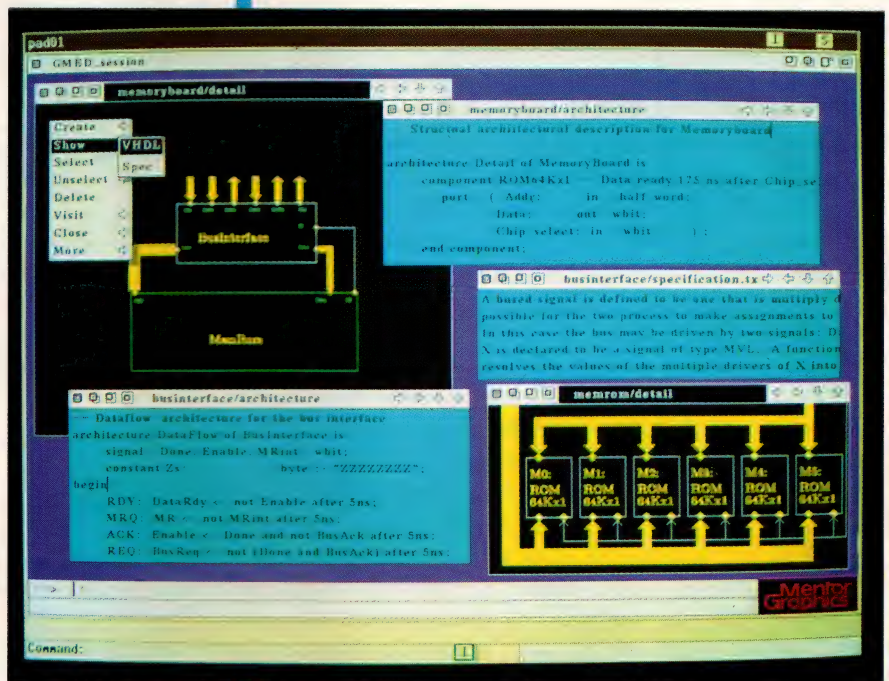 pad01
1 5
GMED_session
memoryboard/detail
Create
Show
Select
Unselect
Delete
Visit
Close
More
VHDL
Spec
BusInterface
MemRom
memoryboard/architecture
architectural description for Memoryboard
architecture Detail of MemoryBoard is
component ROM64Kx1 -- Data ready 175 ns after Chip_se
port ( Addr: in half_word;
Data: out wbit;
Chip_select: in wbit ) ;
end component;
businterface/specification.tx
A bused signal is defined to be one that is multiply d
possible for the two process to make assignments to
In this case the bus may be driven by two signals: D
X is declared to be a signal of type MVL. A function
resolves the values of the multiple drivers of X into
businterface/architecture
-- Dataflow architecture for the bus interface
architecture DataFlow of BusInterface is
signal Done, Enable, MRint wbit;
constant Zs byte := "ZZZZZZZZ";
begin
RDY: DataRdy <- not Enable after 5ns;
MRQ: MR <- not MRint after 5ns;
ACK: Enable <- Done and not BusAck after 5ns;
REQ: BusReq <- not (Done and BusAck) after 5ns;
memrom/detail
M0: M1: M2: M3: M4: M5:
ROM ROM ROM ROM ROM ROM
64Kx1 64Kx1 64Kx1 64Kx1 64Kx1 64Kx1
>
Mentor
Graphics
Command:
1